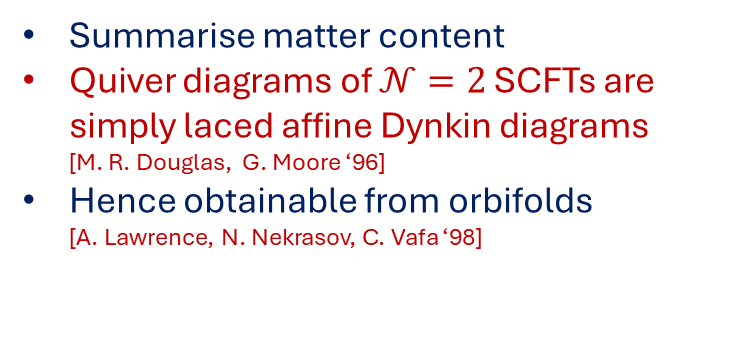 • Summarise matter content
• Quiver diagrams of 𝒩 = 2 SCFTs are
simply laced affine Dynkin diagrams
[M. R. Douglas, G. Moore ‘96]
• Hence obtainable from orbifolds
[A. Lawrence, N. Nekrasov, C. Vafa ‘98]